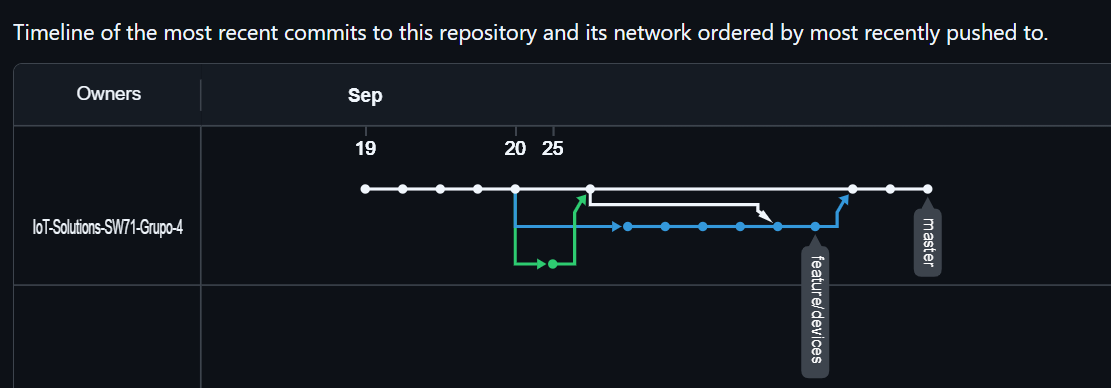 Timeline of the most recent commits to this repository and its network ordered by most recently pushed to.
Owners
Sep
19 20 25
IoT-Solutions-SW71-Grupo-4
master
feature/devices